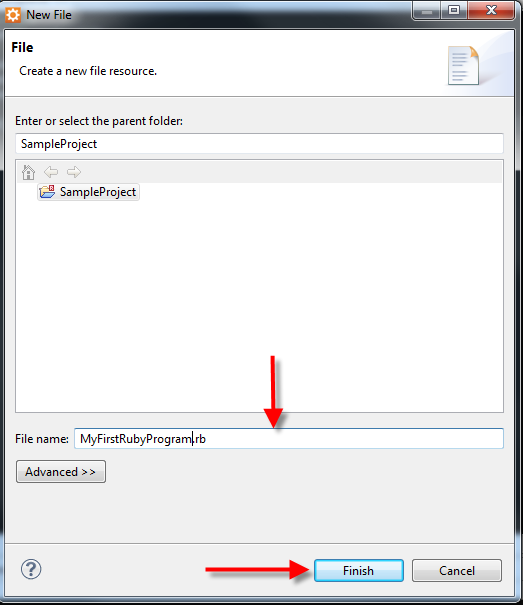 New File
File
Create a new file resource.
Enter or select the parent folder:
SampleProject
SampleProject
File name: MyFirstRubyProgram.rb
Advanced >>
? Finish Cancel